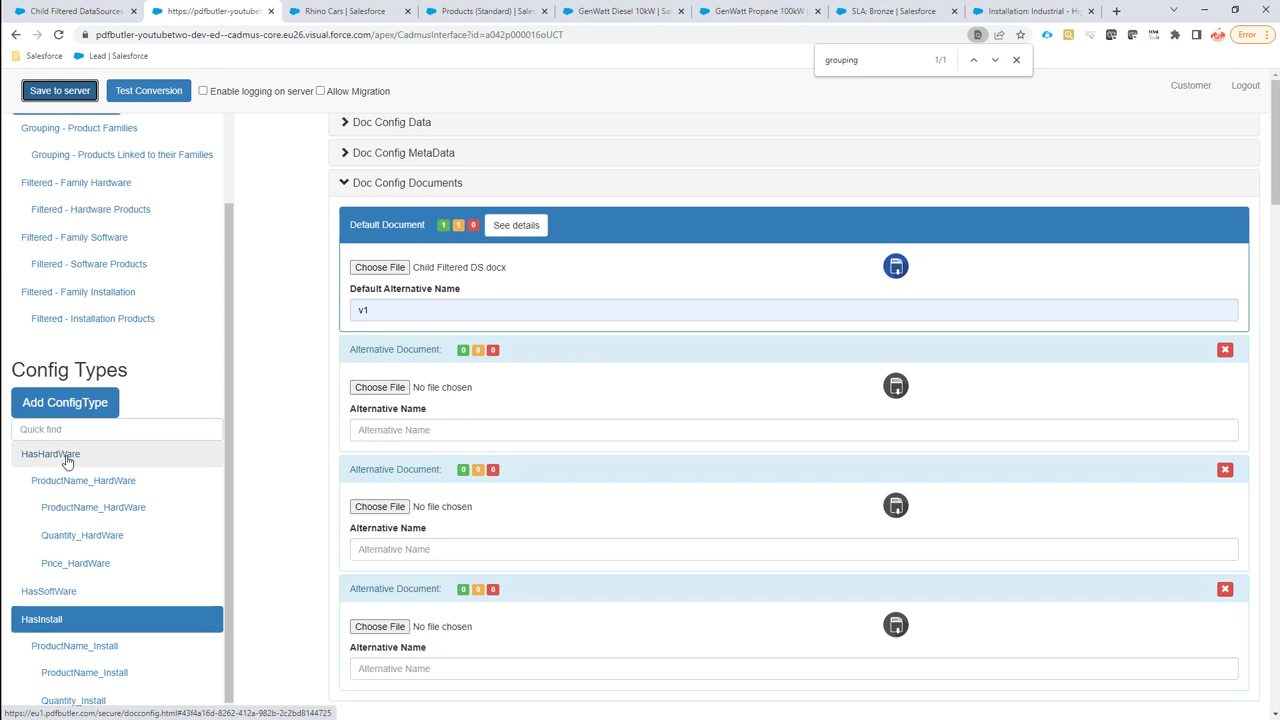 Child Filtered DataSources
https://pdfbutler-youtubet
Rhino Cars | Salesforce
Products (Standard) | Sales
GenWatt Diesel 10kW | Sal
GenWatt Propane 100kW |
SLA: Bronze | Salesforce
Installation: Industrial - Hig
pdfbutler-youtubetwo-dev-ed--cadmus-core.eu26.visual.force.com/apex/CadmusInterface?id=a042p000016oUCT
Error
Salesforce
Lead | Salesforce
grouping
1/1
Save to server
Test Conversion
Enable logging on server
Allow Migration
Customer
Logout
Grouping - Product Families
Grouping - Products Linked to their Families
Filtered - Family Hardware
Filtered - Hardware Products
Filtered - Family Software
Filtered - Software Products
Filtered - Family Installation
Filtered - Installation Products
Config Types
Add ConfigType
Quick find
HasHardWare
ProductName_HardWare
ProductName_HardWare
Quantity_HardWare
Price_HardWare
HasSoftWare
HasInstall
ProductName_Install
ProductName_Install
Quantity_Install
Doc Config Data
Doc Config MetaData
Doc Config Documents
Default Document 1 1 0 See details
Choose File Child Filtered DS.docx
Default Alternative Name
v1
Alternative Document: 0 0 0
Choose File No file chosen
Alternative Name
Alternative Name
Alternative Document: 0 0 0
Choose File No file chosen
Alternative Name
Alternative Name
Alternative Document: 0 0 0
Choose File No file chosen
Alternative Name
Alternative Name
https://eu1.pdfbutler.com/secure/docconfig.html#43f4a16d-8262-412a-982b-2c2bd8144725